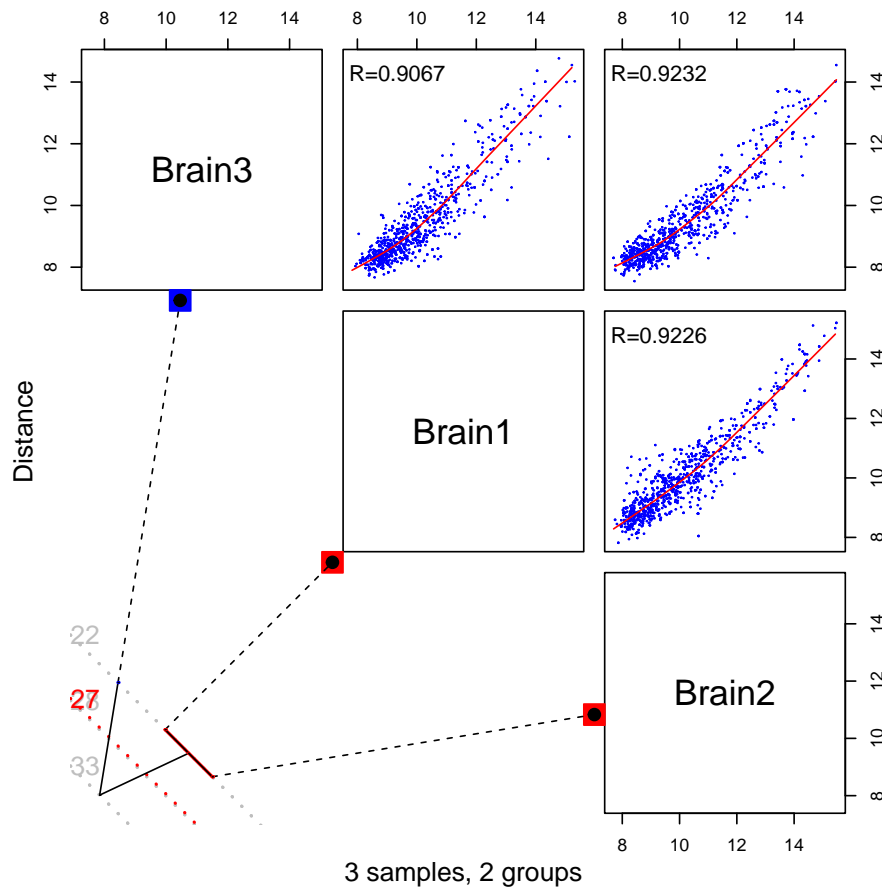 8 10 12 14 8 10 12 14
8 10 12 14
Brain3
R=0.9067
R=0.9232
8 10 12 14
Brain1
R=0.9226
8 10 12 14
Distance
22
27
33
Brain2
8 10 12 14
8 10 12 14
3 samples, 2 groups